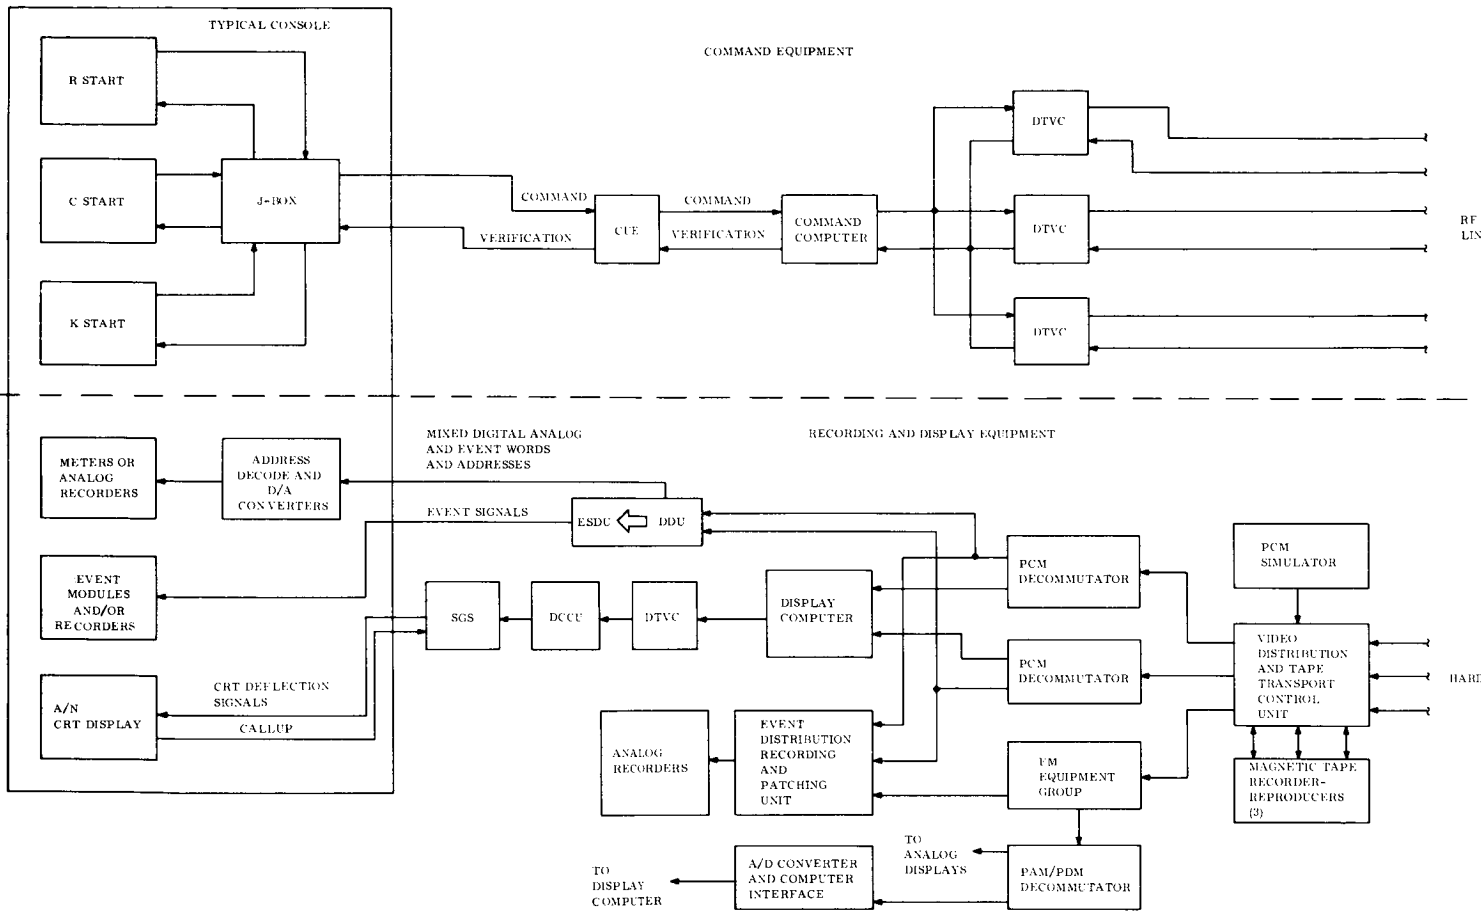 TYPICAL CONSOLE
COMMAND EQUIPMENT
R START
C START
K START
J-BOX
COMMAND
VERIFICATION
CUE
COMMAND
VERIFICATION
COMMAND
COMPUTER
DTVC
DTVC
DTVC
RF
LIN
MIXED DIGITAL ANALOG
AND EVENT WORDS
AND ADDRESSES
RECORDING AND DISPLAY EQUIPMENT
METERS OR
ANALOG
RECORDERS
ADDRESS
DECODE AND
D/A
CONVERTERS
EVENT SIGNALS
ESDU
DDU
EVENT
MODULES
AND/OR
RECORDERS
SGS
DCCU
DTVC
DISPLAY
COMPUTER
PCM
DECOMMUTATOR
PCM
DECOMMUTATOR
PCM
SIMULATOR
VIDEO
DISTRIBUTION
AND TAPE
TRANSPORT
CONTROL
UNIT
HARD
A/N
CRT DISPLAY
CRT DEFLECTION
SIGNALS
CALLUP
ANALOG
RECORDERS
EVENT
DISTRIBUTION
RECORDING
AND
PATCHING
UNIT
FM
EQUIPMENT
GROUP
MAGNETIC TAPE
RECORDER-
REPRODUCERS
(3)
TO
DISPLAY
COMPUTER
A/D CONVERTER
AND COMPUTER
INTERFACE
TO
ANALOG
DISPLAYS
PAM/PDM
DECOMMUTATOR